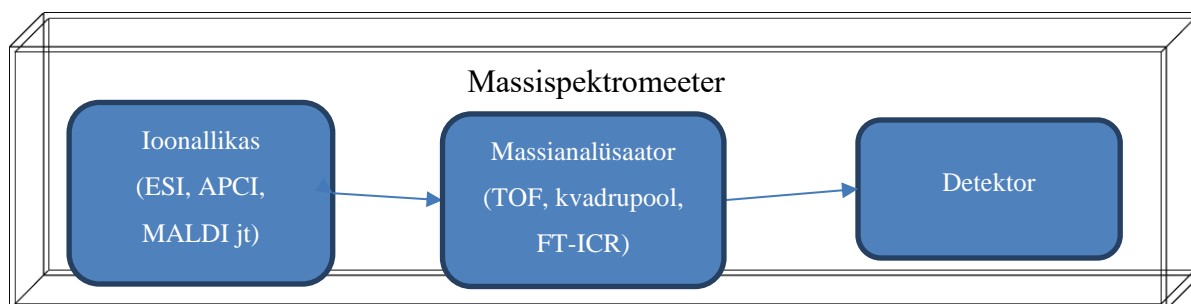 Massispektromeeter
Ioonallikas
(ESI, APCI,
MALDI jt)
Massianalüsaator
(TOF, kvadrupool,
FT-ICR)
Detektor